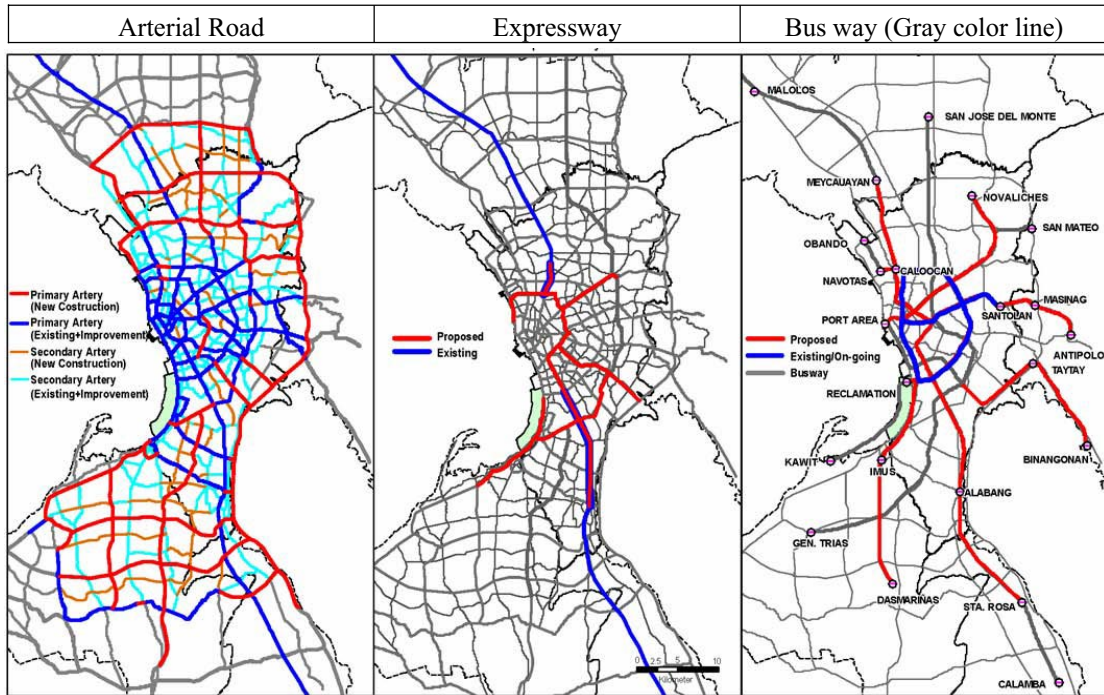 Arterial Road
Expressway
Bus way (Gray color line)
Primary Artery
(New Costruction)
Primary Artery
(Existing+Improvement)
Secondary Artery
(New Construction)
Secondary Artery
(Existing+Improvement)
Proposed
Existing
0 2.5 5 10
Kilometer
MALOLOS
SAN JOSE DEL MONTE
MEYCAUAYAN
NOVALICHES
SAN MATEO
OBANDO
CALOOCAN
NAVOTAS
MASINAG
SANTOLAN
PORT AREA
ANTIPOLO
TAYTAY
Proposed
Existing/On-going
Busway
RECLAMATION
BINANGONAN
KAWIT
IMUS
ALABANG
GEN. TRIAS
DASMARIÑAS
STA. ROSA
CALAMBA